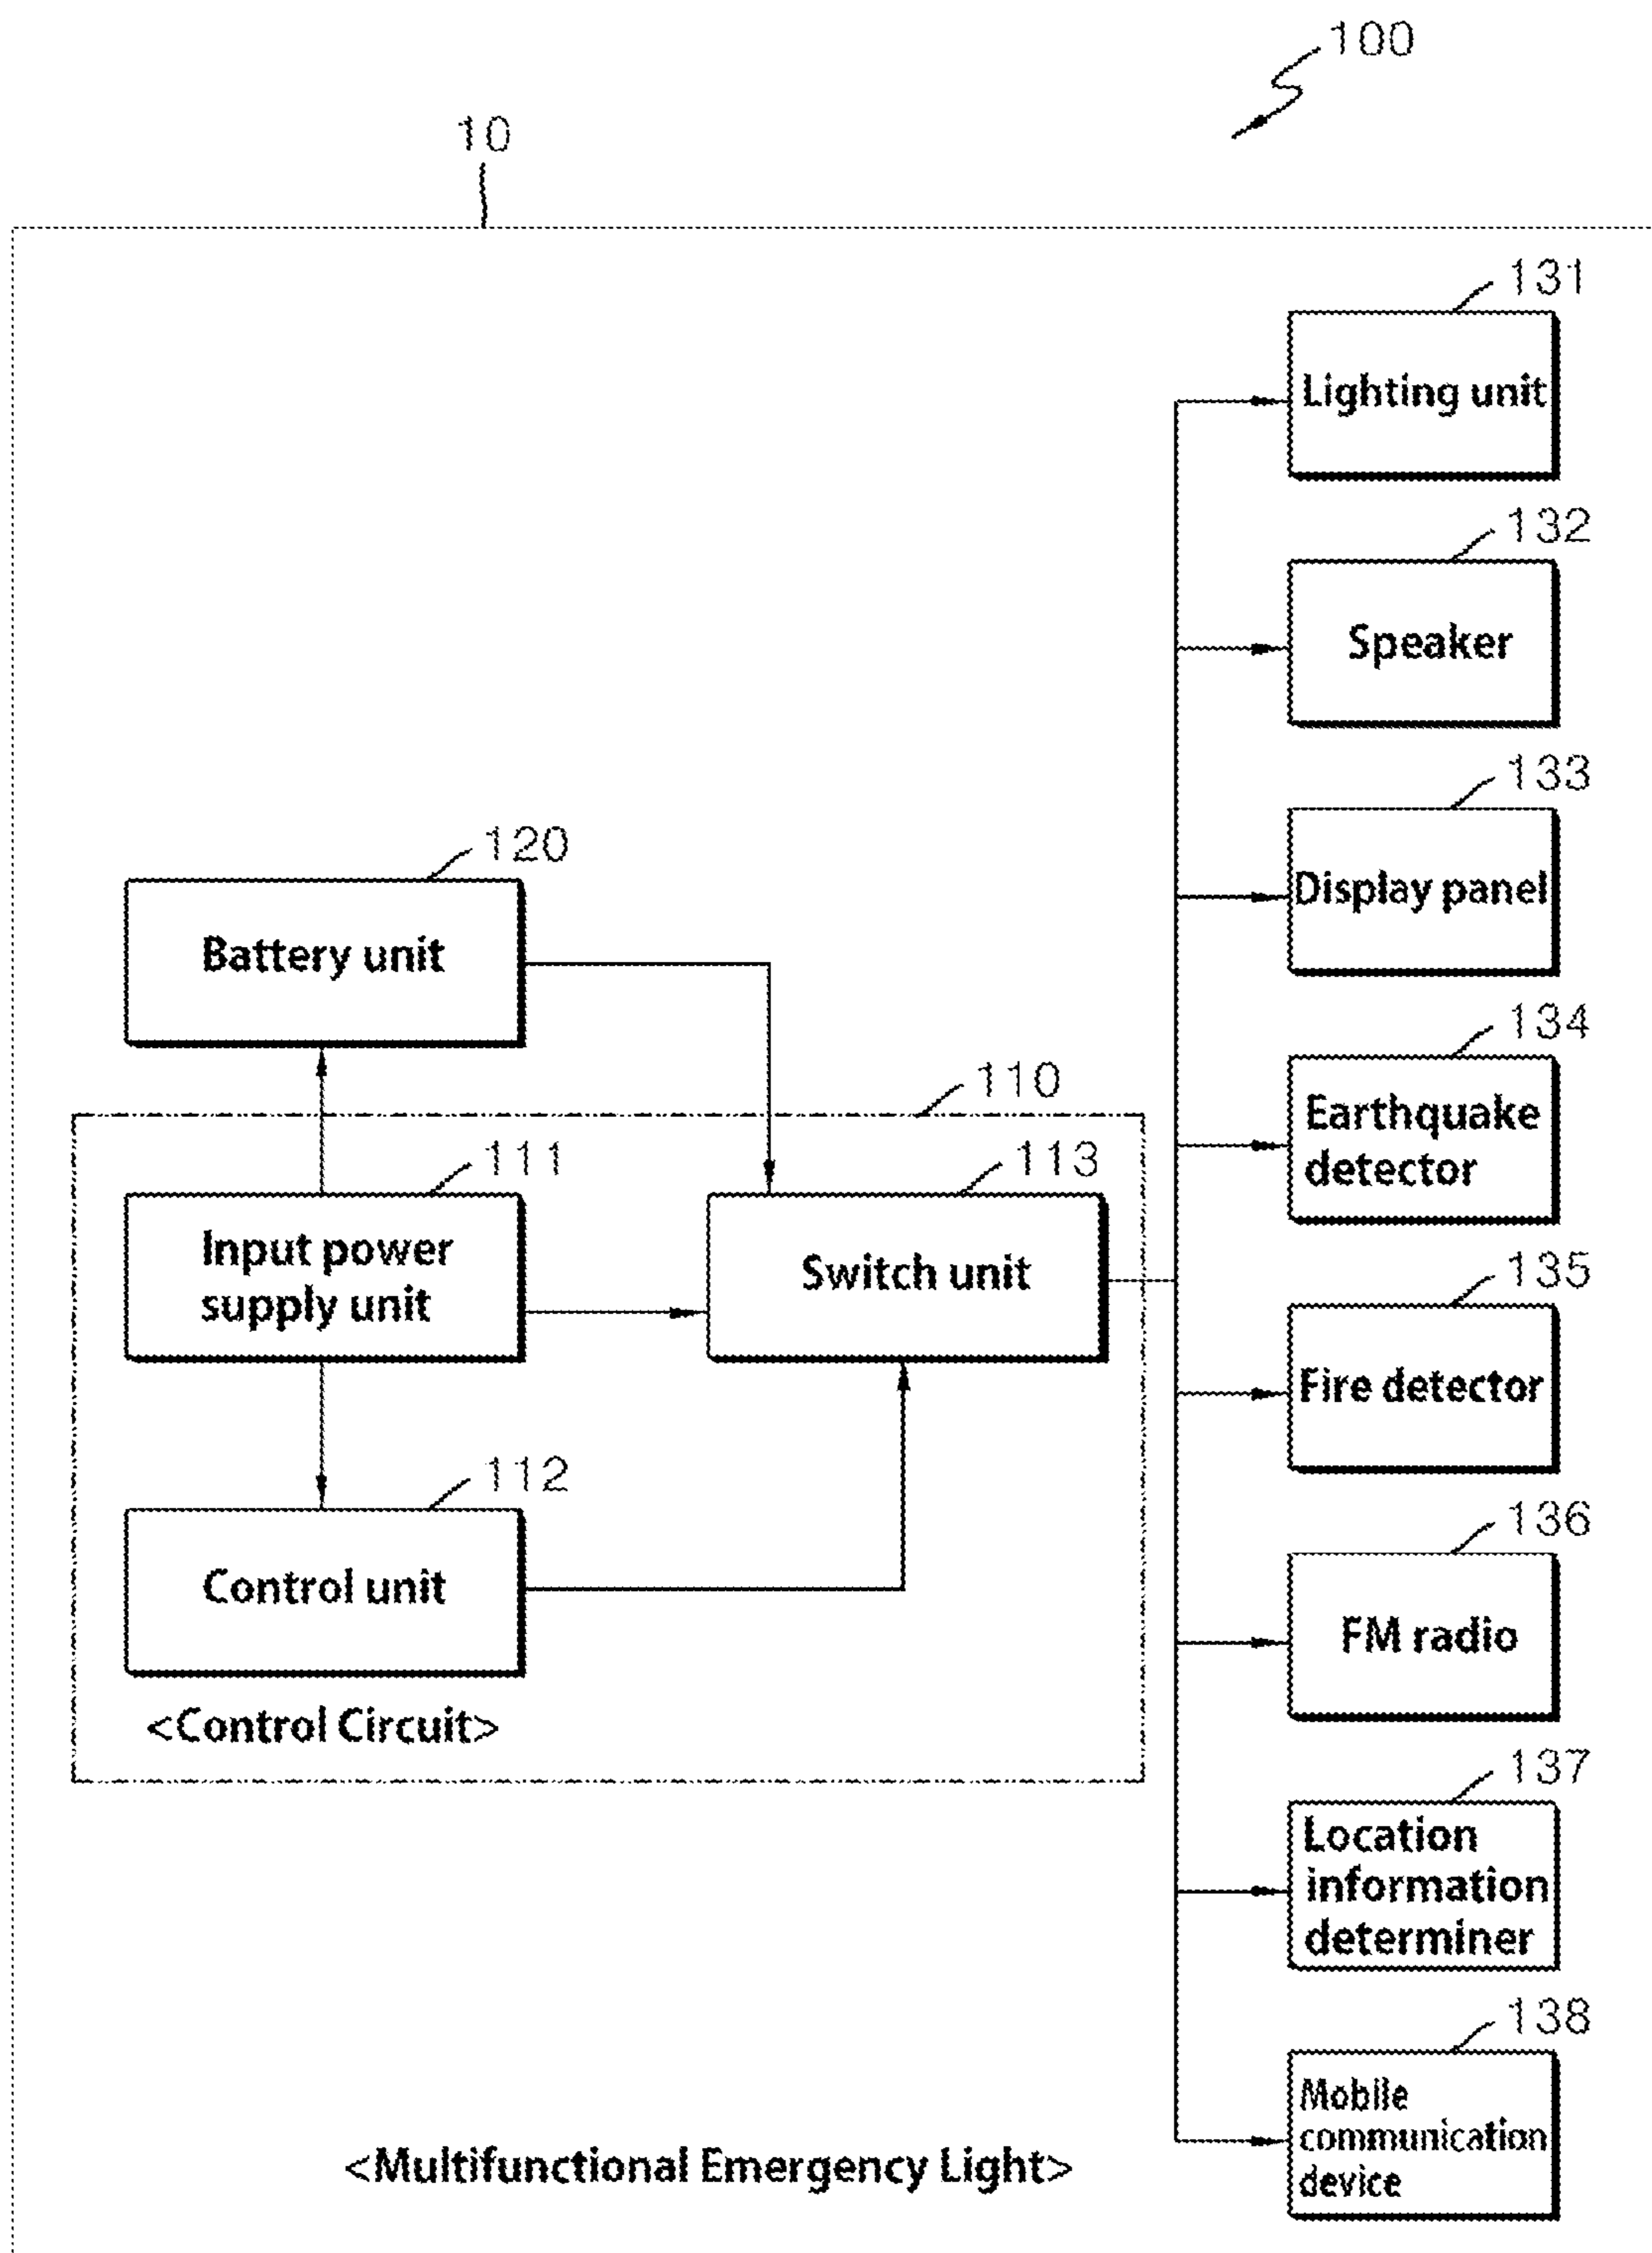 100
10
131
Lighting unit
132
Speaker
133
Display panel
120
Battery unit
134
Earthquake
detector
110
111
Input power
supply unit
113
Switch unit
135
Fire detector
112
Control unit
136
FM radio
<Control Circuit>
137
Location
information
determiner
138
Mobile
communication
device
<Multifunctional Emergency Light>